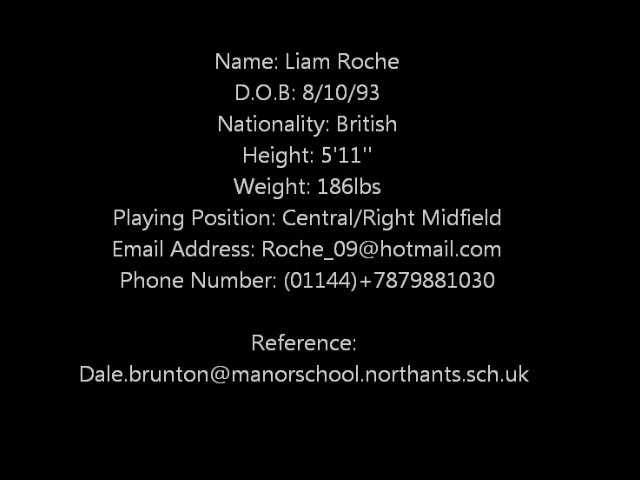 Name: Liam Roche
D.O.B: 8/10/93
Nationality: British
Height: 5'11''
Weight: 186lbs
Playing Position: Central/Right Midfield
Email Address: Roche_09@hotmail.com
Phone Number: (01144)+7879881030
Reference:
Dale.brunton@manorschool.northants.sch.uk